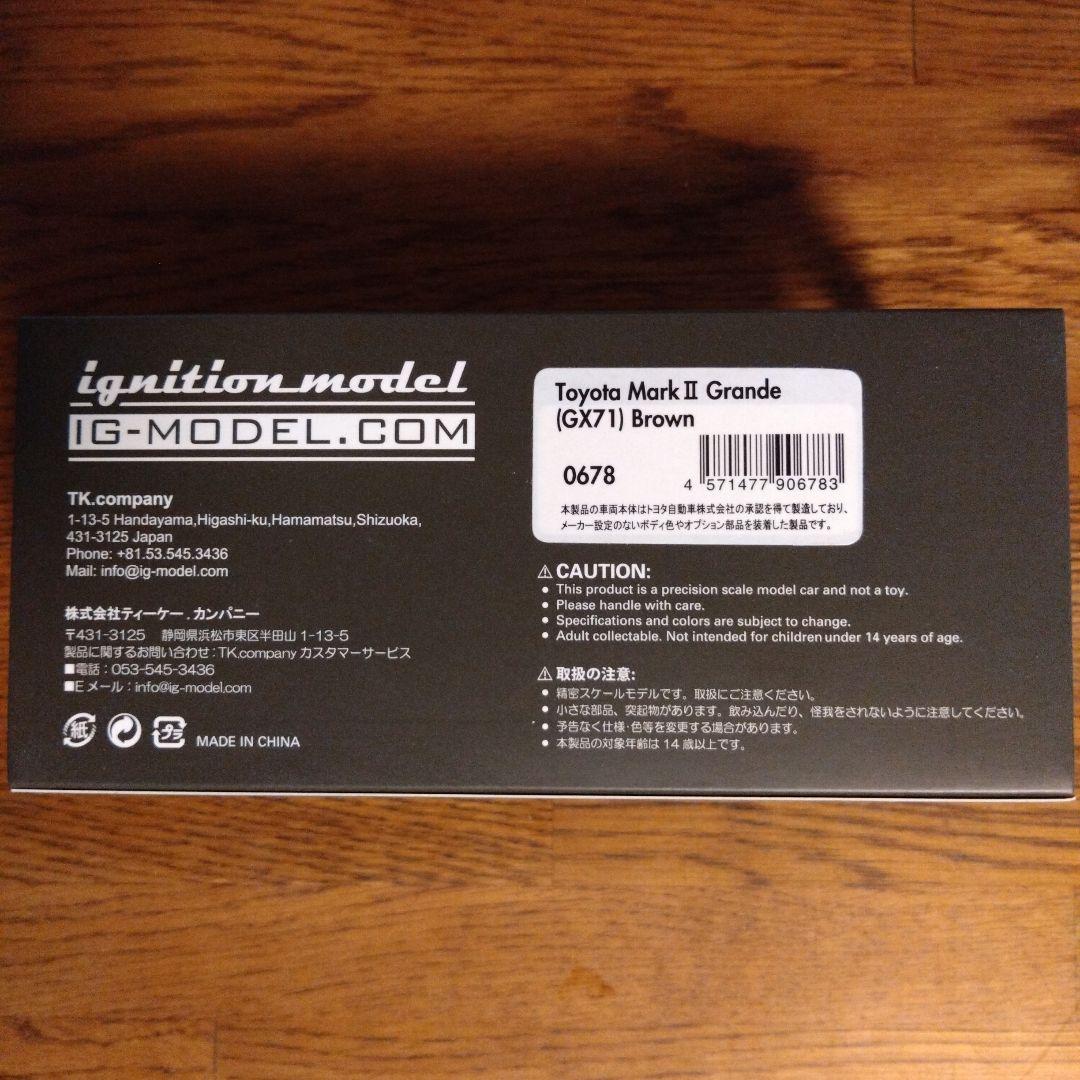 ignition model
IG-MODEL.COM
TK.company
1-13-5 Handayama,Higashi-ku,Hamamatsu,Shizuoka,
431-3125 Japan
Phone: +81.53.545.3436
Mail: info@ig-model.com
株式会社ティーケー.カンパニー
〒431-3125 静岡県浜松市東区半田山 1-13-5
製品に関するお問い合わせ:TK.company カスタマーサービス
■電話:053-545-3436
■E メール:info@ig-model.com
紙
プラ
MADE IN CHINA
Toyota Mark II Grande
(GX71) Brown
0678
4 571477 906783
本製品の車両本体はトヨタ自動車株式会社の承認を得て製造しており、
メーカー設定のないボディ色やオプション部品を装着した製品です。
⚠ CAUTION:
• This product is a precision scale model car and not a toy.
• Please handle with care.
• Specifications and colors are subject to change.
• Adult collectable. Not intended for children under 14 years of age.
⚠ 取扱の注意:
• 精密スケールモデルです。取扱にご注意ください。
• 小さな部品、突起物があります。飲み込んだり、怪我をされないように注意してください。
• 予告なく仕様・色等を変更する場合があります。
• 本製品の対象年齢は 14 歳以上です。